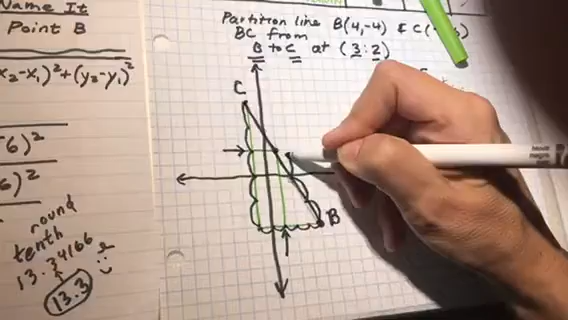 Name It
Point B
x₂-x₁)²+(y₂-y₁)²
6)²
6)²
round
tenth
13.34166
13.3
Partition line B(4,-4) & C(
BC from
B to C at (3:2)
C
B